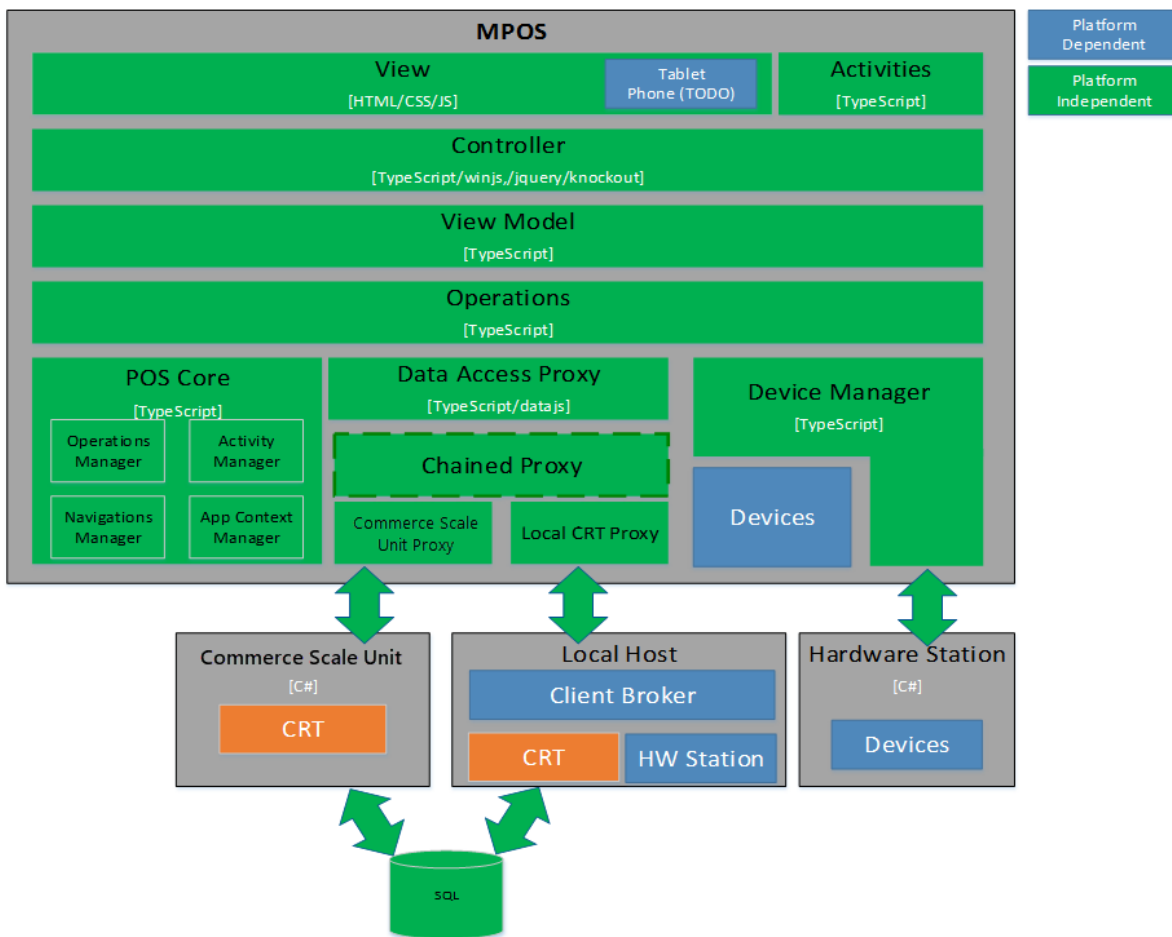 MPOS
Platform
Dependent
Platform
Independent
View
[HTML/CSS/JS]
Tablet
Phone (TODO)
Activities
[TypeScript]
Controller
[TypeScript/winjs,/jquery/knockout]
View Model
[TypeScript]
Operations
[TypeScript]
POS Core
[TypeScript]
Operations
Manager
Activity
Manager
Navigations
Manager
App Context
Manager
Data Access Proxy
[TypeScript/datajs]
Chained Proxy
Commerce Scale
Unit Proxy
Local CRT Proxy
Device Manager
[TypeScript]
Devices
Commerce Scale Unit
[C#]
CRT
Local Host
Client Broker
CRT
HW Station
Hardware Station
[C#]
Devices
SQL